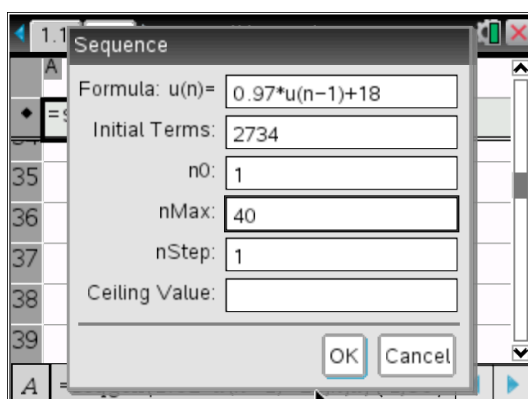 1.1
Sequence
A
Formula: u(n)= 0.97*u(n−1)+18
Initial Terms: 2734
n0: 1
nMax: 40
nStep: 1
Ceiling Value:
35
36
37
38
39
OK Cancel
A